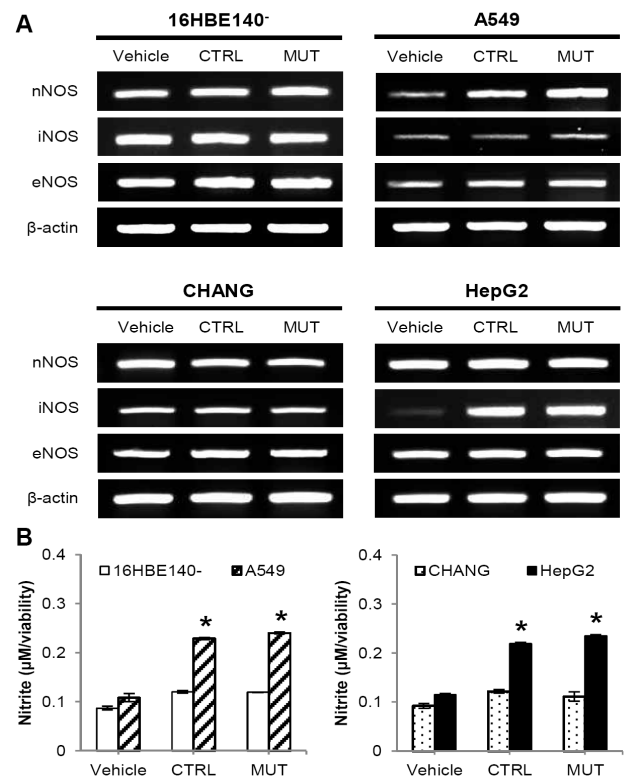 A
16HBE140-
A549
Vehicle CTRL MUT
Vehicle CTRL MUT
nNOS
iNOS
eNOS
β-actin
CHANG
HepG2
Vehicle CTRL MUT
Vehicle CTRL MUT
nNOS
iNOS
eNOS
β-actin
B
0.4
0.3
0.2
0.1
0
Nitrite (µM/viability)
16HBE140- A549
* *
Vehicle CTRL MUT
0.4
0.3
0.2
0.1
0
Nitrite (µM/viability)
CHANG HepG2
* *
Vehicle CTRL MUT